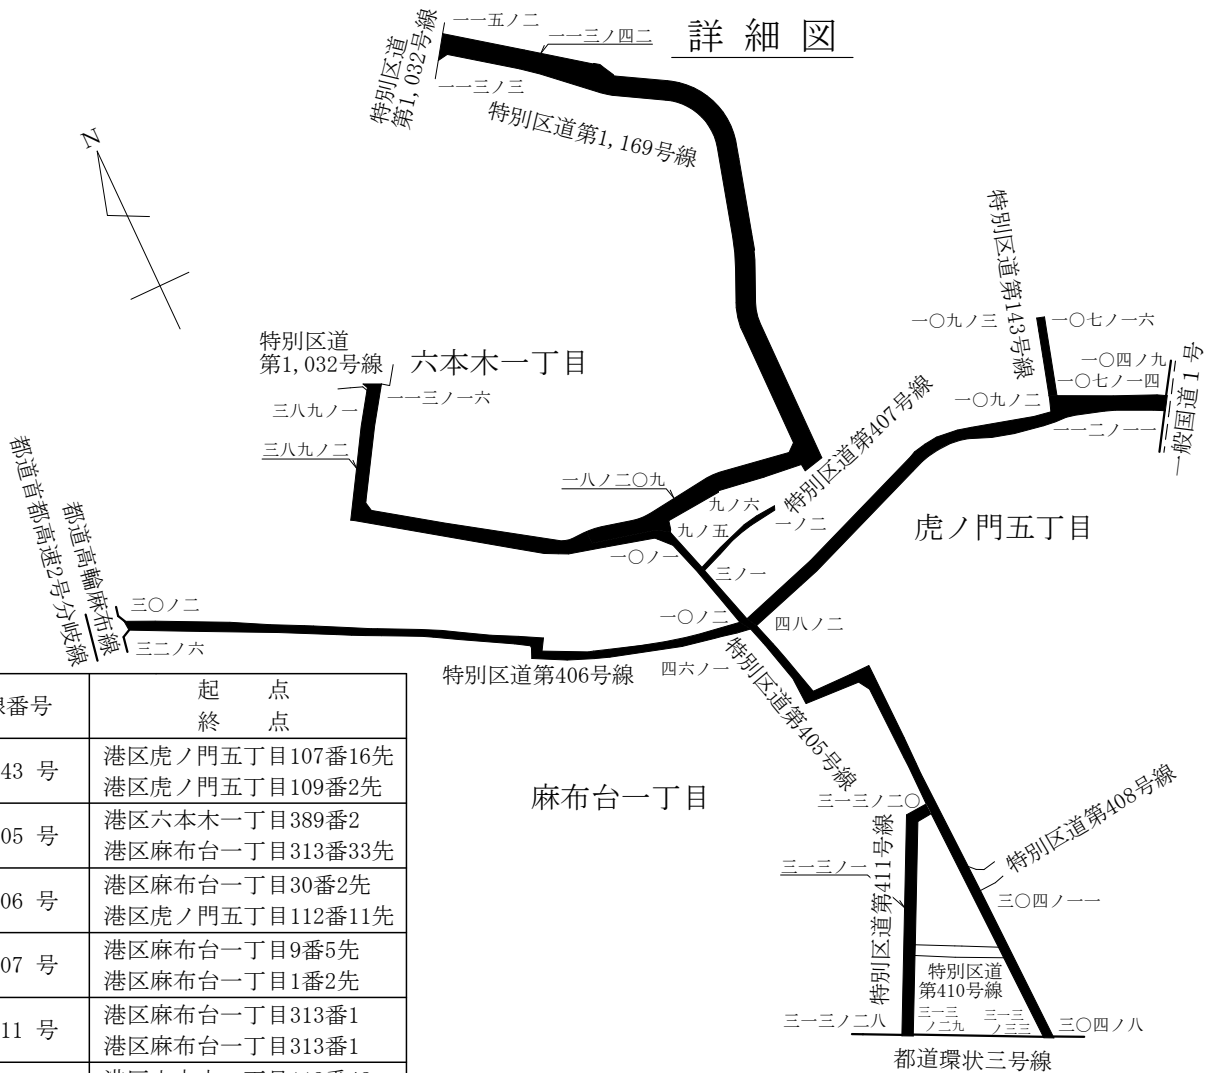 詳細図
一一五ノ二
一一三ノ四二
特別区道
第1,032号線
一一三ノ三
特別区道第1,169号線
N
特別区道第143号線
一〇九ノ三
一〇七ノ一六
一〇四ノ九
一〇七ノ一四
一〇九ノ二
一一二ノ一一
一般国道1号
特別区道
第1,032号線
六本木一丁目
一一三ノ一六
三八九ノ一
三八九ノ二
特別区道第407号線
一八ノ二〇九
九ノ六
九ノ五
一ノ二
一〇ノ一
三ノ一
虎ノ門五丁目
都道高輪麻布線
都道首都高速2号分岐線
三〇ノ二
三二ノ六
一〇ノ二
四八ノ二
四六ノ一
特別区道第406号線
特別区道第405号線
麻布台一丁目
三一三ノ二〇
特別区道第408号線
三一三ノ一
特別区道第411号線
三〇四ノ一一
特別区道
第410号線
三一三ノ二八
三一三
ノ二九
三一三
ノ三三
三〇四ノ八
都道環状三号線
線番号
起　点
終　点
43 号
港区虎ノ門五丁目107番16先
港区虎ノ門五丁目109番2先
05 号
港区六本木一丁目389番2
港区麻布台一丁目313番33先
06 号
港区麻布台一丁目30番2先
港区虎ノ門五丁目112番11先
07 号
港区麻布台一丁目9番5先
港区麻布台一丁目1番2先
11 号
港区麻布台一丁目313番1
港区麻布台一丁目313番1